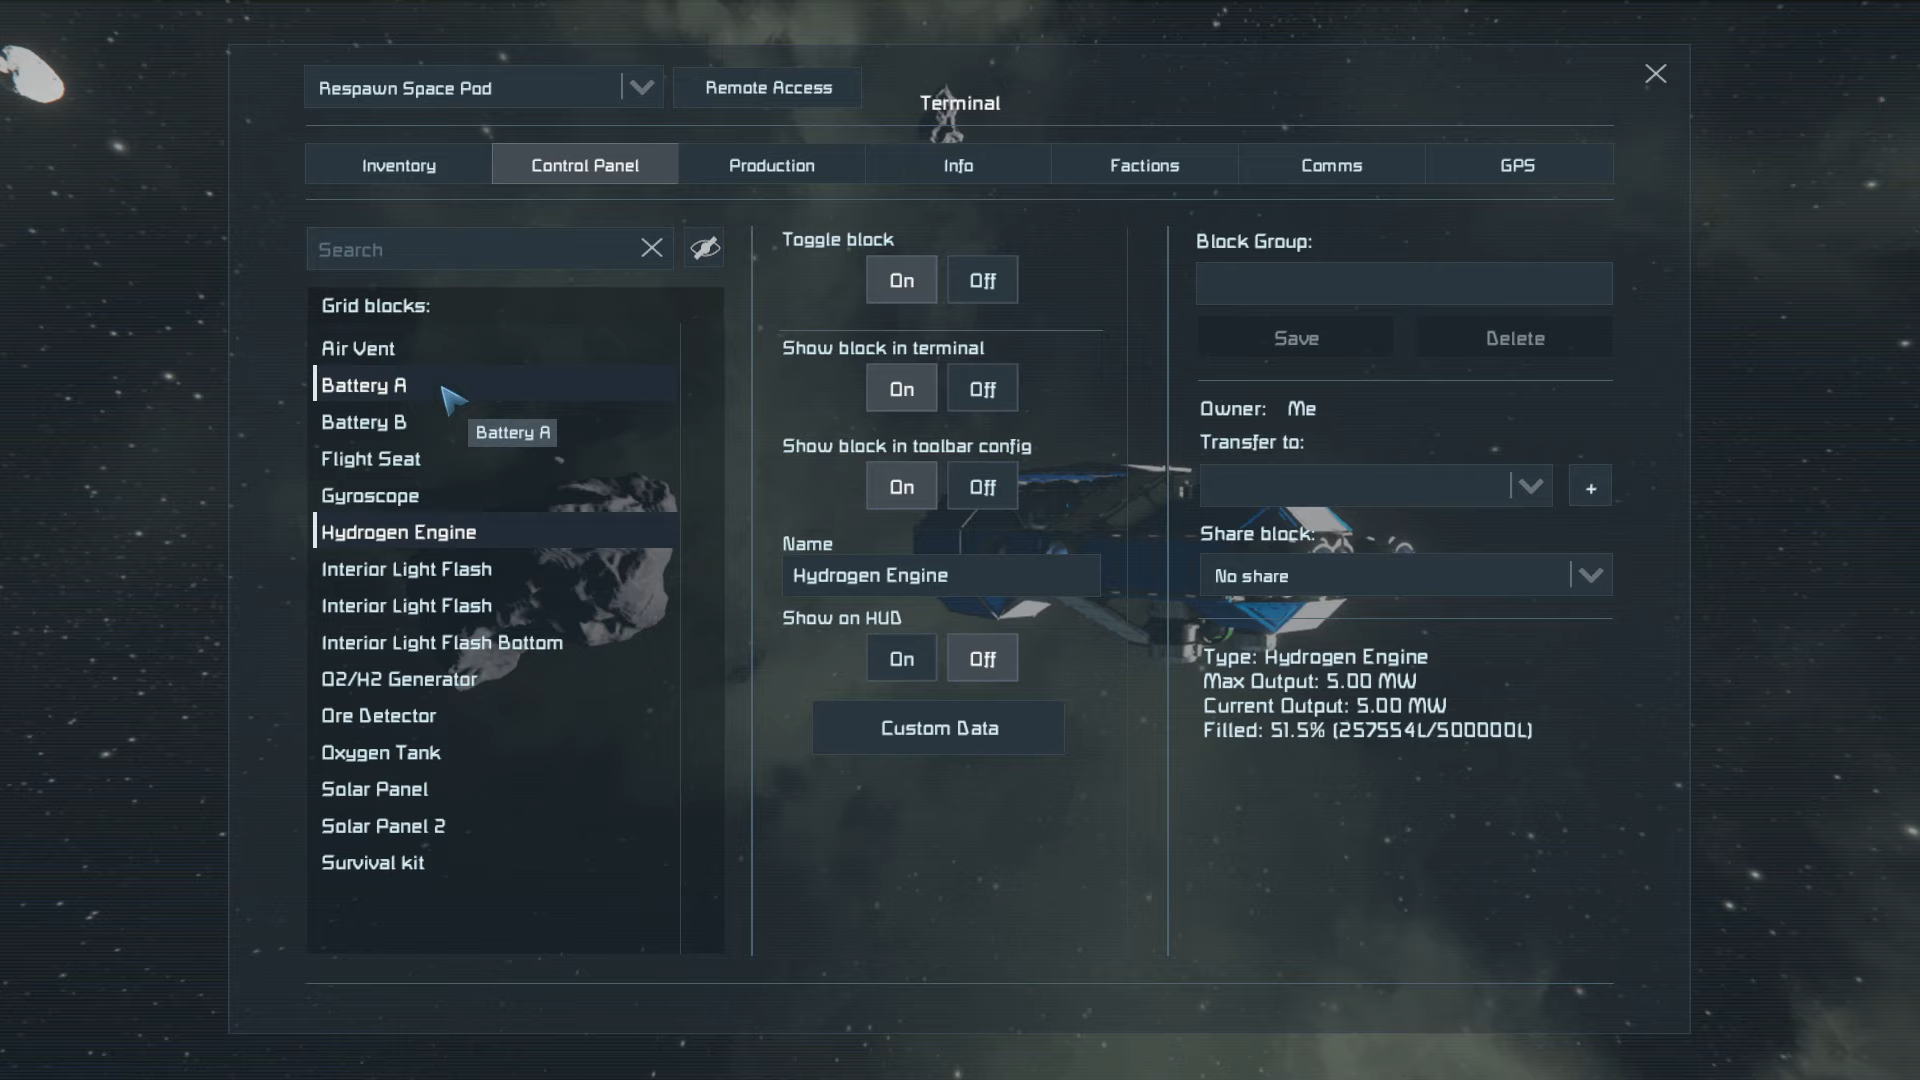 Respawn Space Pod
Remote Access
Terminal
Inventory
Control Panel
Production
Info
Factions
Comms
GPS
Search
Grid blocks:
Air Vent
Battery A
Battery B
Flight Seat
Gyroscope
Hydrogen Engine
Interior Light Flash
Interior Light Flash
Interior Light Flash Bottom
O2/H2 Generator
Ore Detector
Oxygen Tank
Solar Panel
Solar Panel 2
Survival kit
Battery A
Toggle block
On
Off
Show block in terminal
On
Off
Show block in toolbar config
On
Off
Name
Hydrogen Engine
Show on HUD
On
Off
Custom Data
Block Group:
Save
Delete
Owner: Me
Transfer to:
+
Share block:
No share
Type: Hydrogen Engine
Max Output: 5.00 MW
Current Output: 5.00 MW
Filled: 51.5% (257554L/500000L)